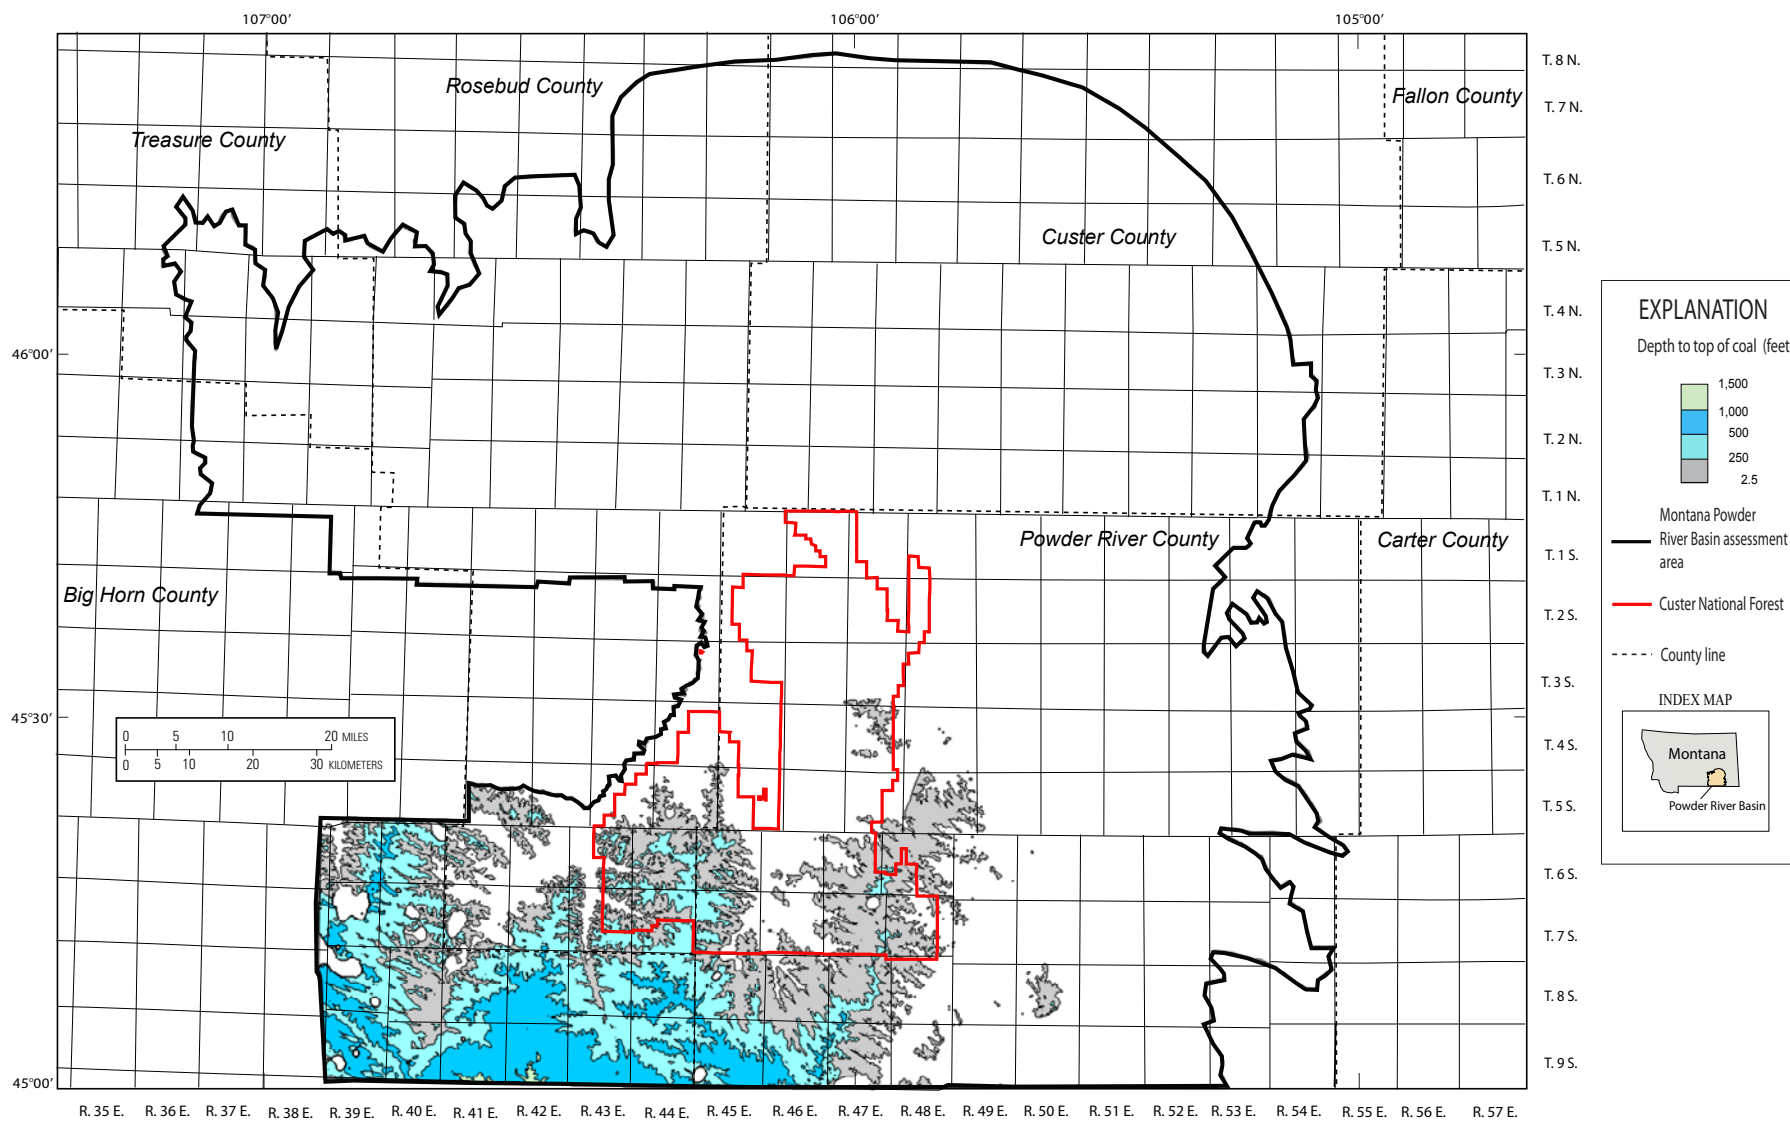 107°00′
106°00′
105°00′
Rosebud County
Fallon County
Treasure County
Custer County
Powder River County
Carter County
Big Horn County
46°00′
45°30′
45°00′
T. 8 N.
T. 7 N.
T. 6 N.
T. 5 N.
T. 4 N.
T. 3 N.
T. 2 N.
T. 1 N.
T. 1 S.
T. 2 S.
T. 3 S.
T. 4 S.
T. 5 S.
T. 6 S.
T. 7 S.
T. 8 S.
T. 9 S.
0 5 10 20 MILES
0 5 10 20 30 KILOMETERS
R. 35 E. R. 36 E. R. 37 E. R. 38 E. R. 39 E. R. 40 E. R. 41 E. R. 42 E. R. 43 E. R. 44 E. R. 45 E. R. 46 E. R. 47 E. R. 48 E. R. 49 E. R. 50 E. R. 51 E. R. 52 E. R. 53 E. R. 54 E. R. 55 E. R. 56 E. R. 57 E.
EXPLANATION
Depth to top of coal (feet
1,500
1,000
500
250
2.5
Montana Powder
River Basin assessment
area
Custer National Forest
County line
INDEX MAP
Montana
Powder River Basin